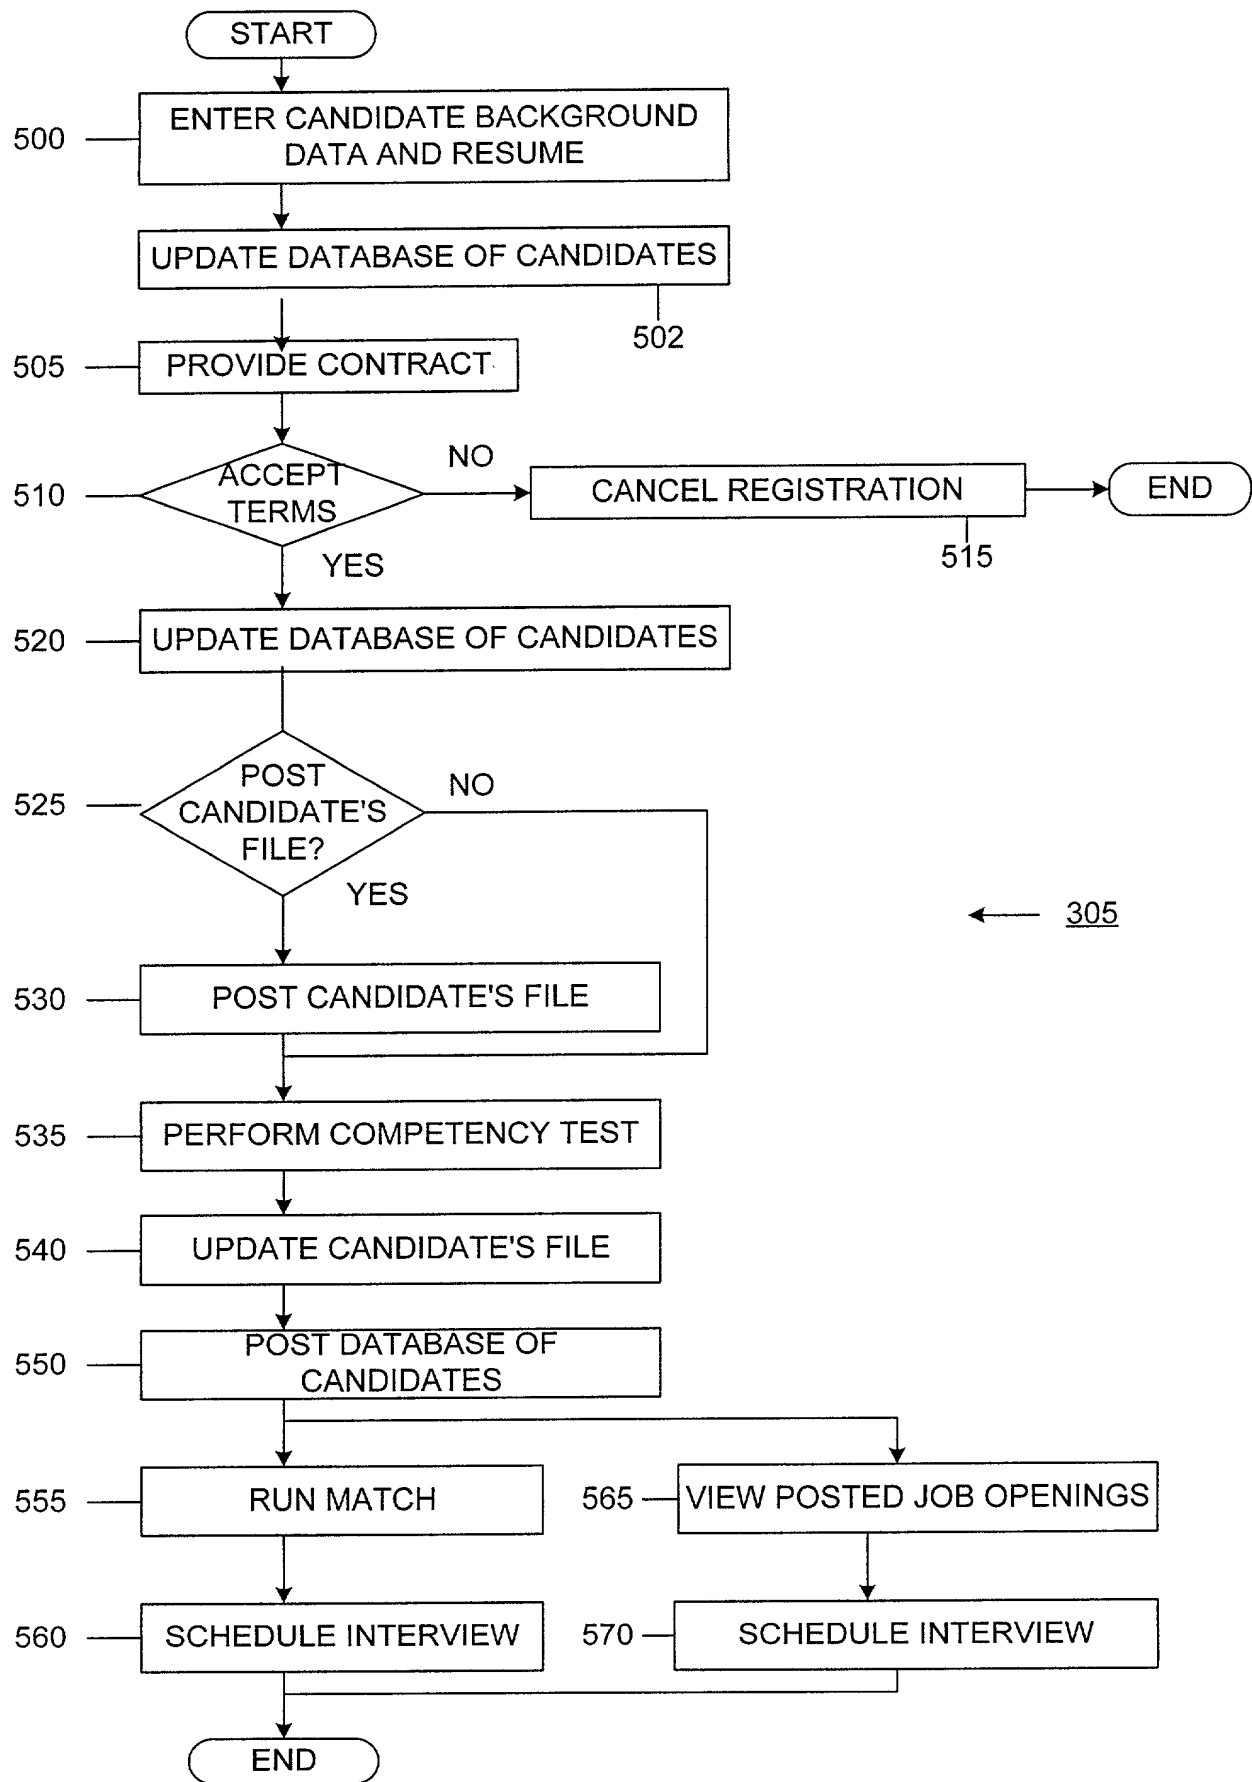 START
500
ENTER CANDIDATE BACKGROUND
DATA AND RESUME
UPDATE DATABASE OF CANDIDATES
502
505
PROVIDE CONTRACT
510
ACCEPT
TERMS
NO
CANCEL REGISTRATION
END
515
YES
520
UPDATE DATABASE OF CANDIDATES
525
POST
CANDIDATE'S
FILE?
NO
YES
305
530
POST CANDIDATE'S FILE
535
PERFORM COMPETENCY TEST
540
UPDATE CANDIDATE'S FILE
550
POST DATABASE OF
CANDIDATES
555
RUN MATCH
565
VIEW POSTED JOB OPENINGS
560
SCHEDULE INTERVIEW
570
SCHEDULE INTERVIEW
END